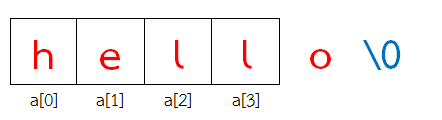 h e l l o \0
a[0] a[1] a[2] a[3]